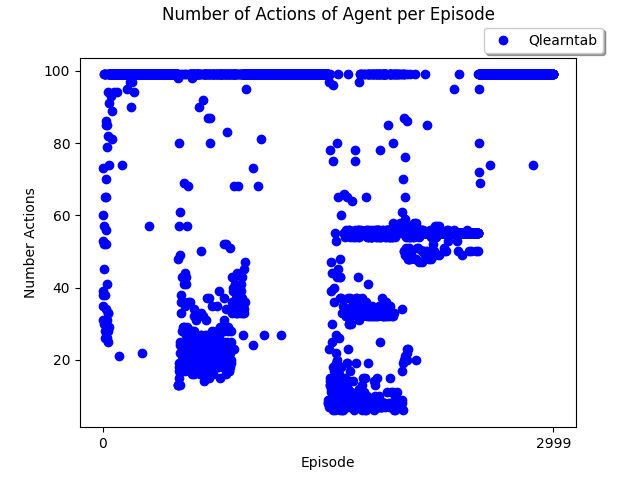 Number of Actions of Agent per Episode
Qlearntab
100
80
60
40
20
Number Actions
0
2999
Episode